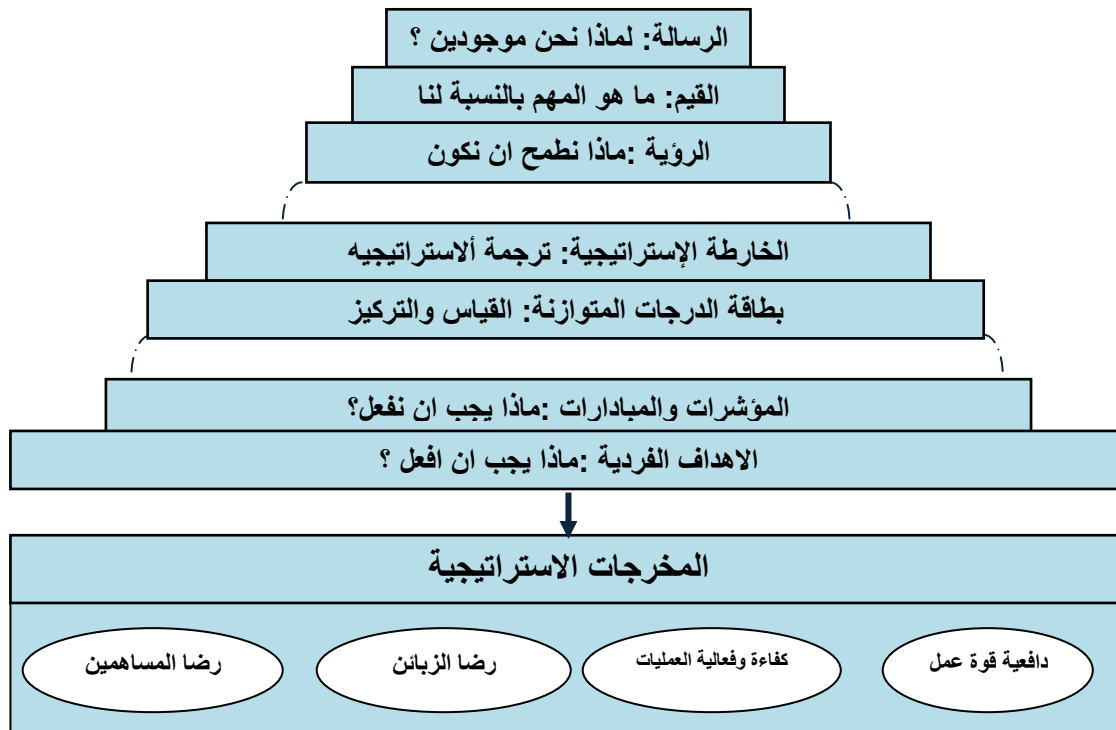 الرسالة: لماذا نحن موجودين ؟
القيم: ما هو المهم بالنسبة لنا
الرؤية :ماذا نطمح ان نكون
الخارطة الإستراتيجية: ترجمة ألاستراتيجيه
بطاقة الدرجات المتوازنة: القياس والتركيز
المؤشرات والمبادارات :ماذا يجب ان نفعل؟
الاهداف الفردية :ماذا يجب ان افعل ؟
المخرجات الاستراتيجية
دافعية قوة عمل
كفاءة وفعالية العمليات
رضا الزبائن
رضا المساهمين